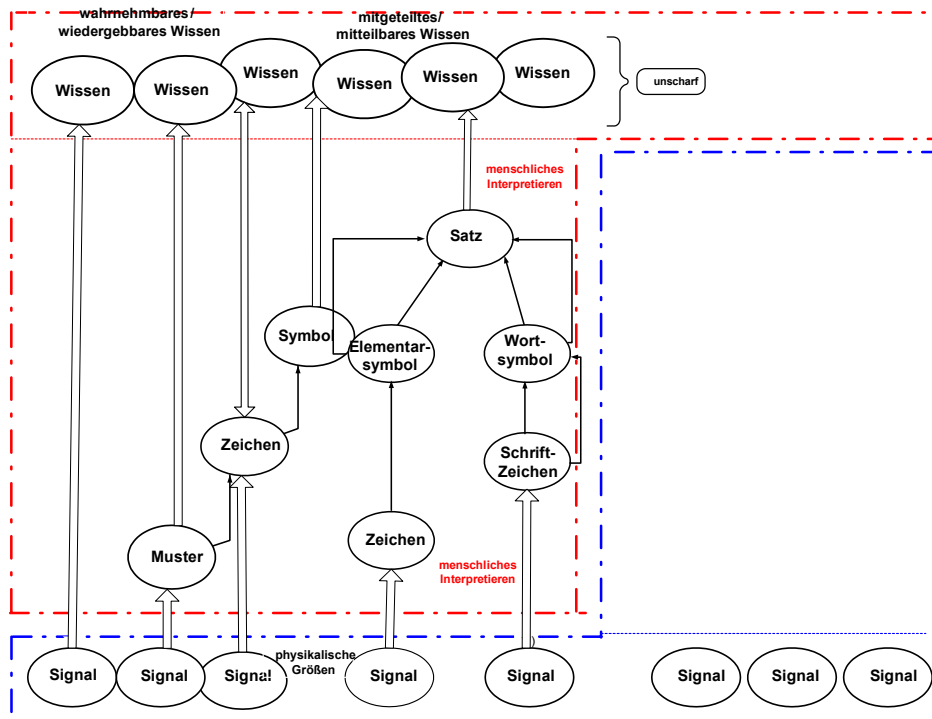 wahrnehmbares/
wiedergebbares Wissen
mitgeteiltes/
mitteilbares Wissen
Wissen
Wissen
Wissen
Wissen
Wissen
Wissen
unscharf
menschliches
Interpretieren
Satz
Symbol
Elementar-
symbol
Wort-
symbol
Zeichen
Schrift-
Zeichen
Muster
Zeichen
menschliches
Interpretieren
physikalische
Größen
Signal
Signal
Signal
Signal
Signal
Signal
Signal
Signal